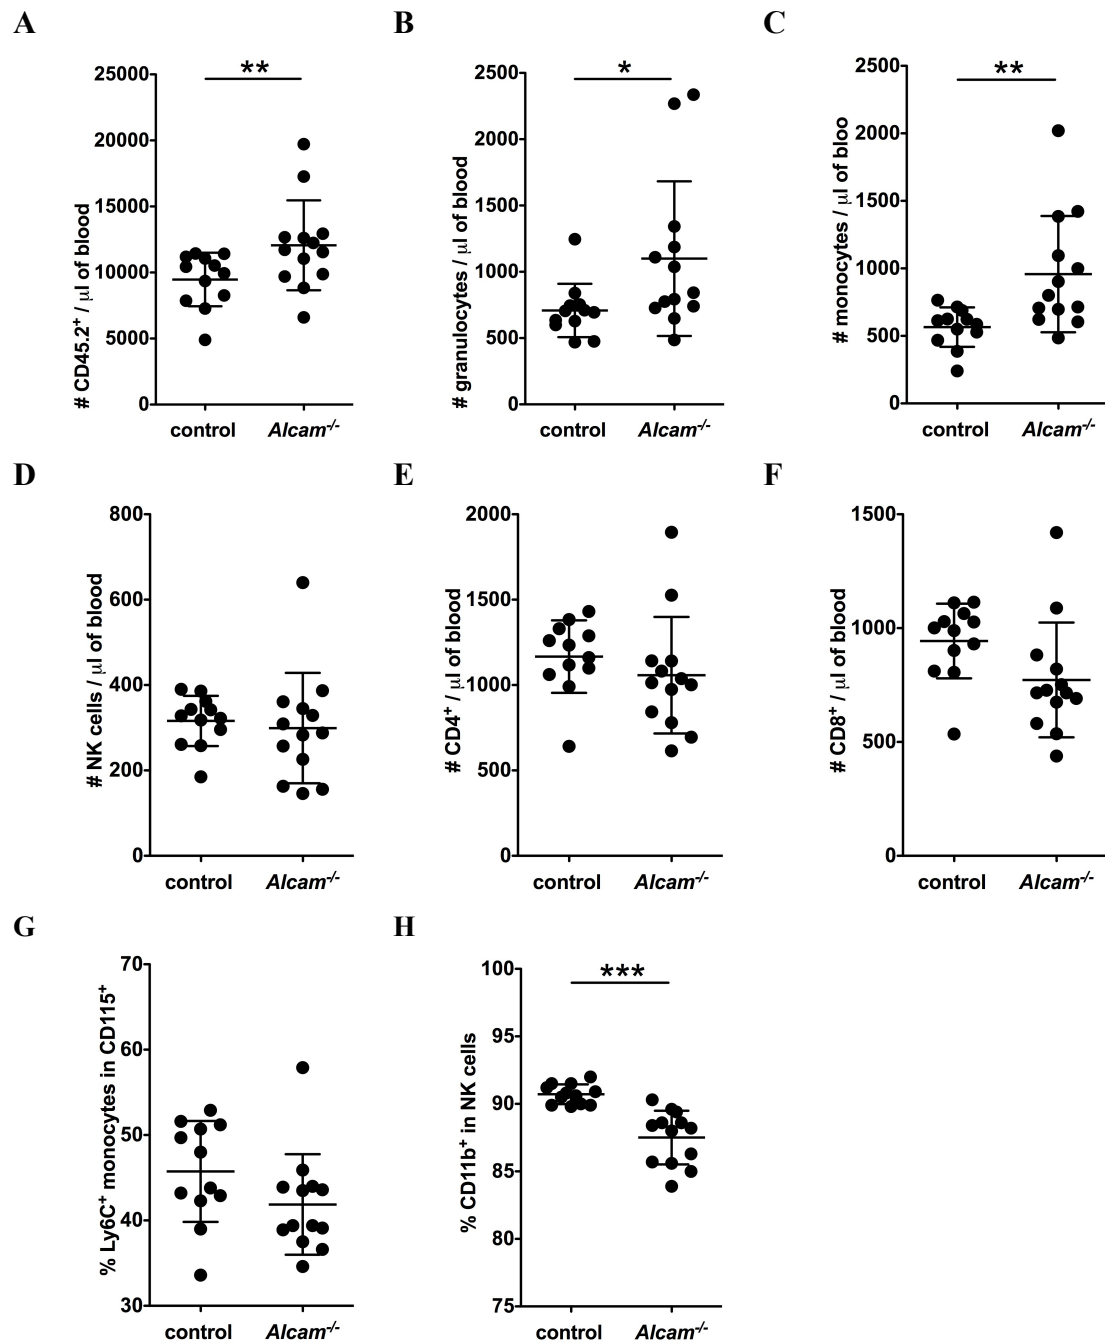 A
B
C
25000
20000
15000
10000
5000
0
# CD45.2+ / μl of blood
**
control
Alcam-/-
2500
2000
1500
1000
500
0
# granulocytes / μl of blood
*
control
Alcam-/-
2500
2000
1500
1000
500
0
# monocytes / μl of bloo
**
control
Alcam-/-
D
E
F
800
600
400
200
0
# NK cells / μl of blood
control
Alcam-/-
2000
1500
1000
500
0
# CD4+ / μl of blood
control
Alcam-/-
1500
1000
500
0
# CD8+ / μl of blood
control
Alcam-/-
G
H
70
60
50
40
30
% Ly6C+ monocytes in CD115+
control
Alcam-/-
100
95
90
85
80
75
% CD11b+ in NK cells
***
control
Alcam-/-